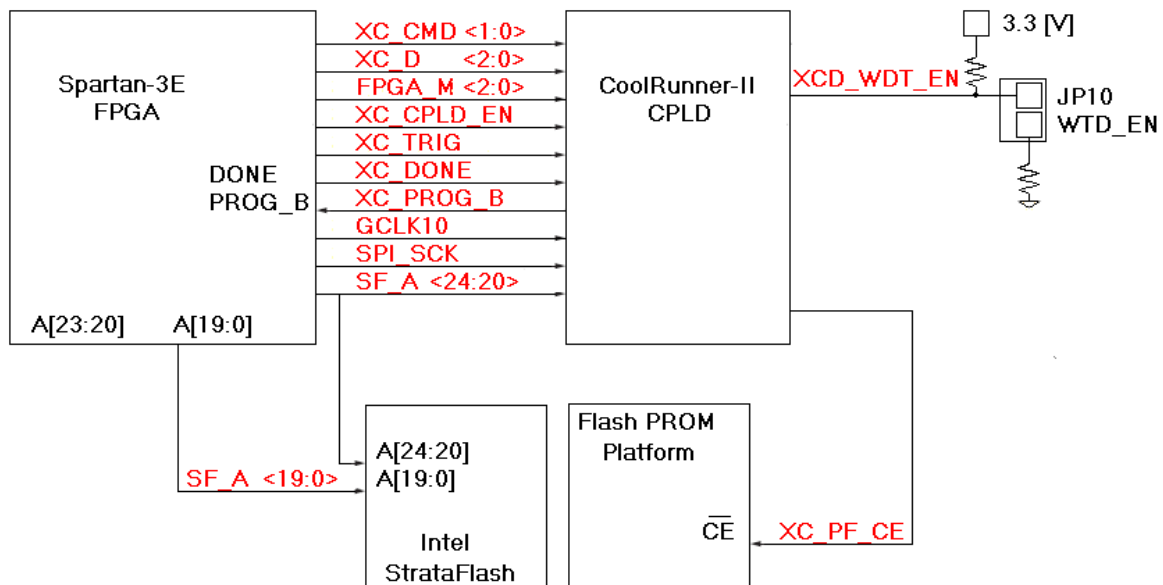 XC_CMD <1:0>
3.3 [V]
XC_D <2:0>
Spartan-3E
FPGA
CoolRunner-II
CPLD
XCD_WDT_EN
FPGA_M <2:0>
JP10
WTD_EN
XC_CPLD_EN
XC_TRIG
DONE
XC_DONE
PROG_B
XC_PROG_B
GCLK10
SPI_SCK
SF_A <24:20>
A[23:20] A[19:0]
Flash PROM
Platform
A[24:20]
SF_A <19:0>
A[19:0]
CE
XC_PF_CE
Intel
StrataFlash